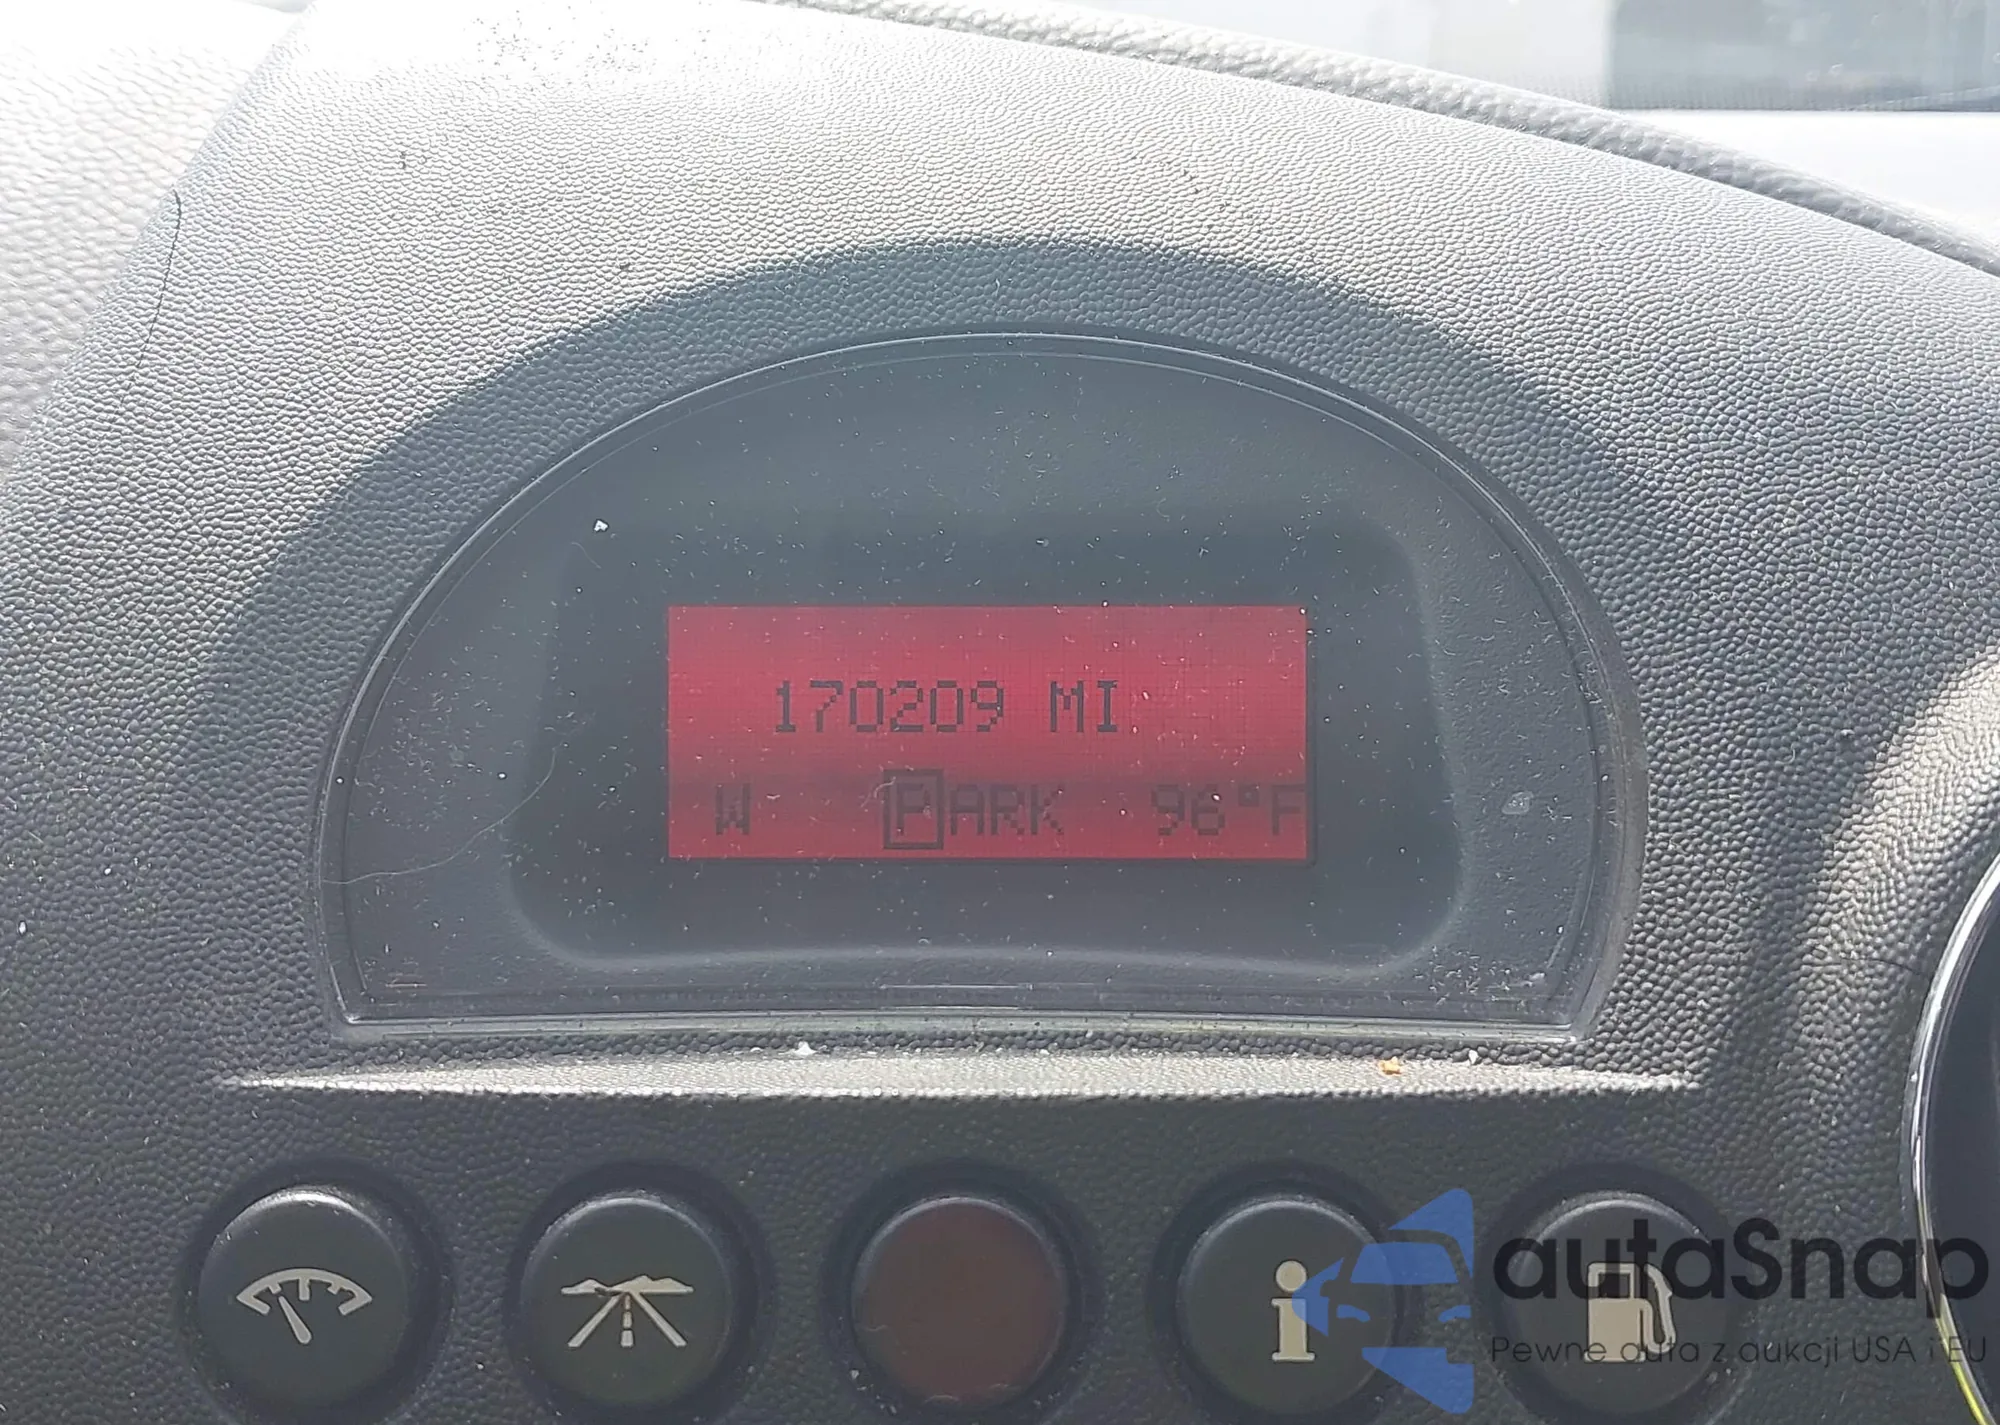 170209 MI
W PARK 96°F
i
autaSnap
Pewne auta z aukcji USA i EU